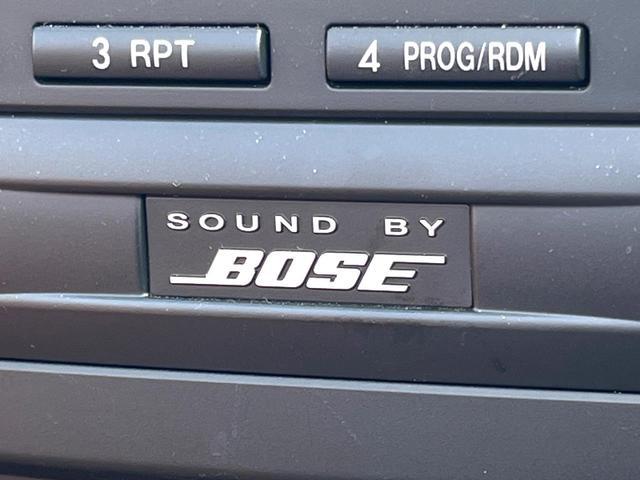 3 RPT
4 PROG/RDM
SOUND BY
BOSE